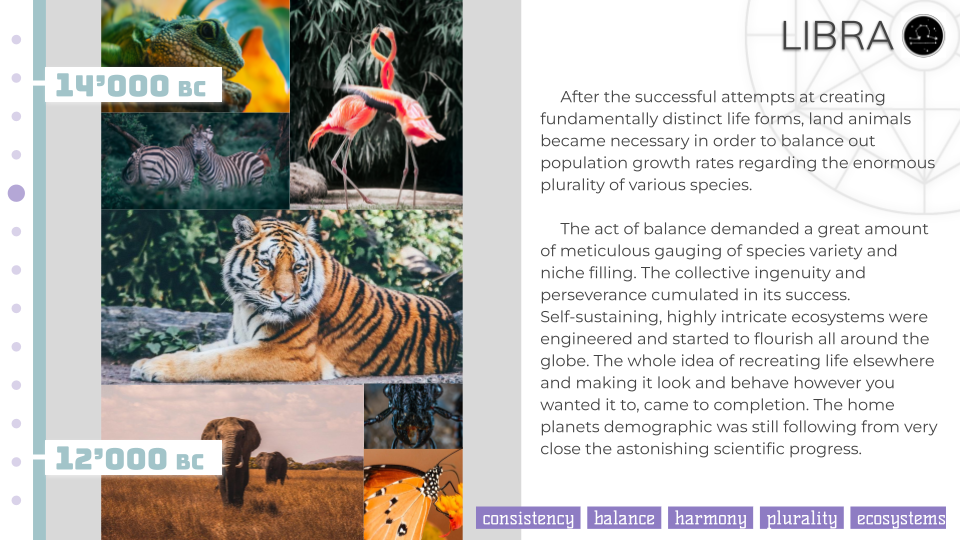 LIBRA
14’000 BC
After the successful attempts at creating
fundamentally distinct life forms, land animals
became necessary in order to balance out
population growth rates regarding the enormous
plurality of various species.
The act of balance demanded a great amount
of meticulous gauging of species variety and
niche filling. The collective ingenuity and
perseverance cumulated in its success.
Self-sustaining, highly intricate ecosystems were
engineered and started to flourish all around the
globe. The whole idea of recreating life elsewhere
and making it look and behave however you
wanted it to, came to completion. The home
planets demographic was still following from very
close the astonishing scientific progress.
12’000 BC
consistency balance harmony plurality ecosystems